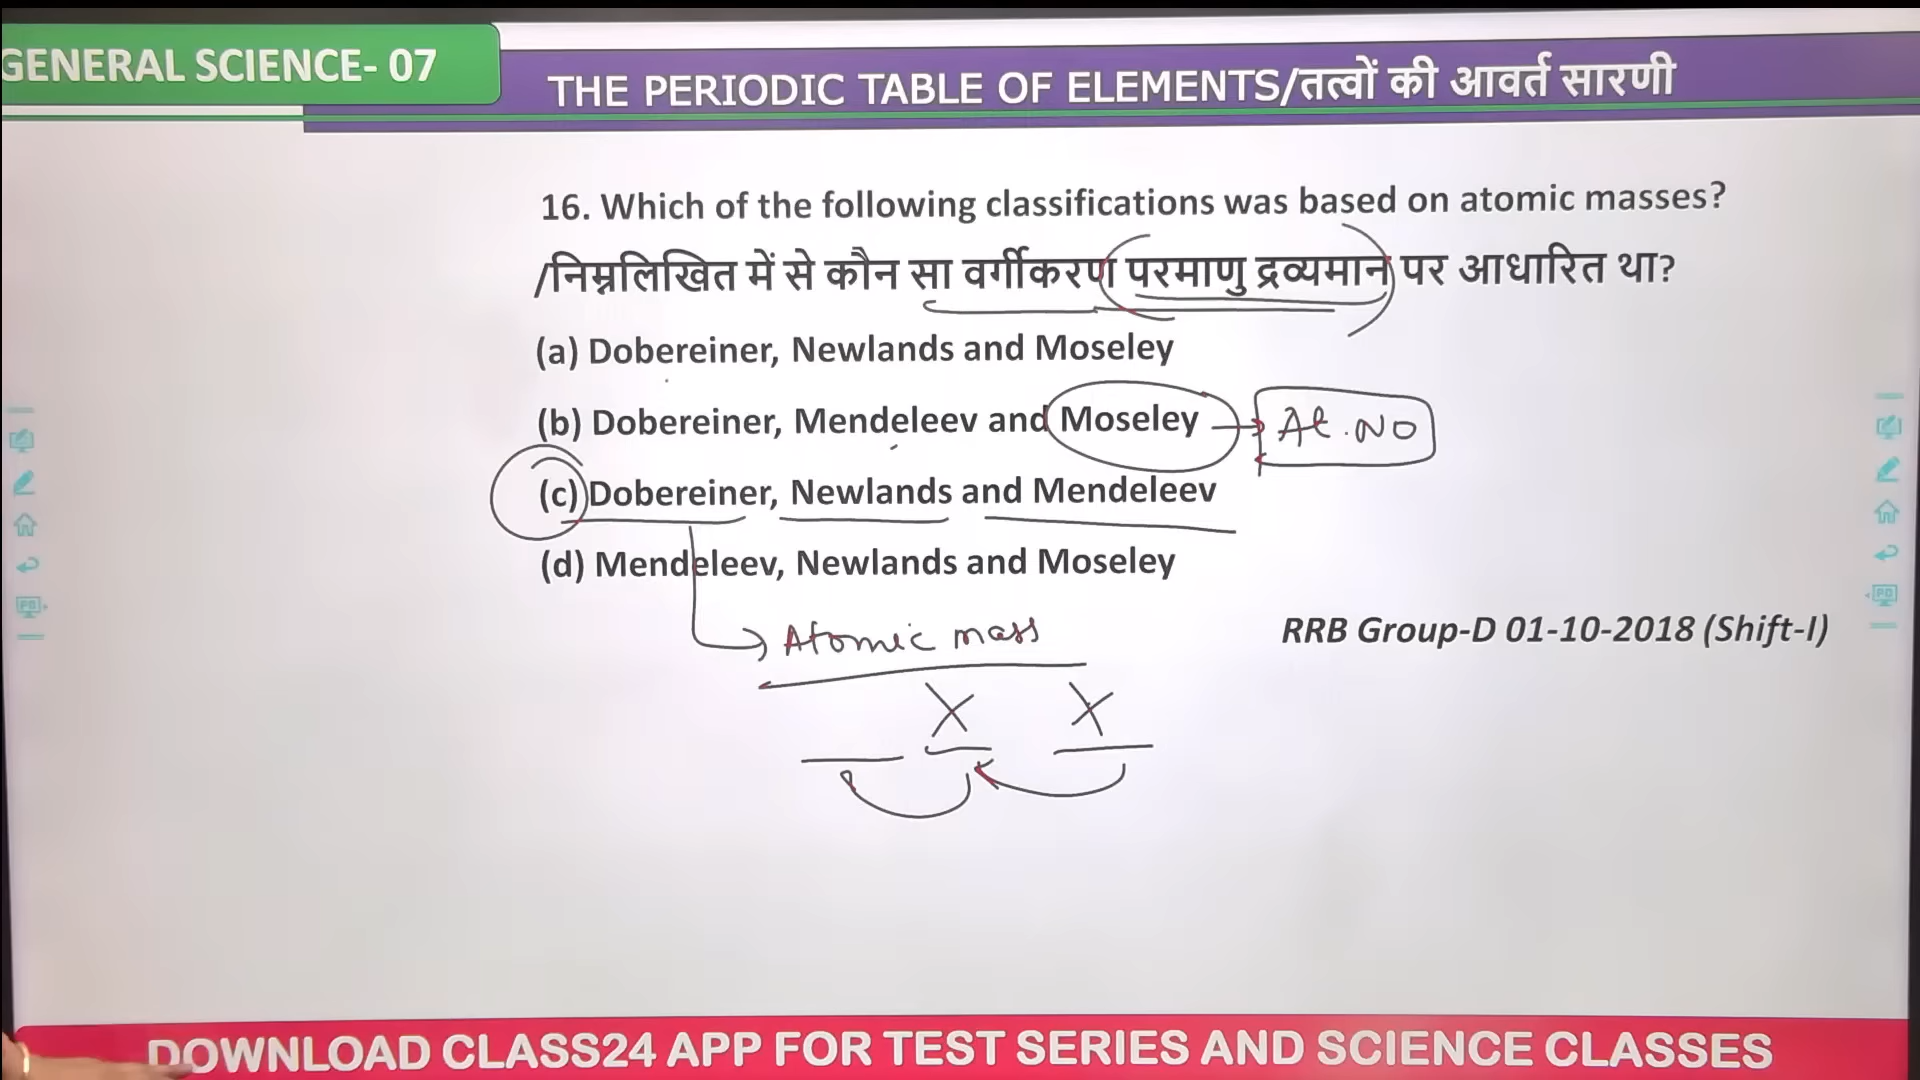 GENERAL SCIENCE- 07
THE PERIODIC TABLE OF ELEMENTS/तत्वों की आवर्त सारणी
16. Which of the following classifications was based on atomic masses?
/निम्नलिखित में से कौन सा वर्गीकरण परमाणु द्रव्यमान पर आधारित था?
(a) Dobereiner, Newlands and Moseley
(b) Dobereiner, Mendeleev and Moseley
At. No
(c) Dobereiner, Newlands and Mendeleev
(d) Mendeleev, Newlands and Moseley
RRB Group-D 01-10-2018 (Shift-I)
Atomic mass
X X
DOWNLOAD CLASS24 APP FOR TEST SERIES AND SCIENCE CLASSES